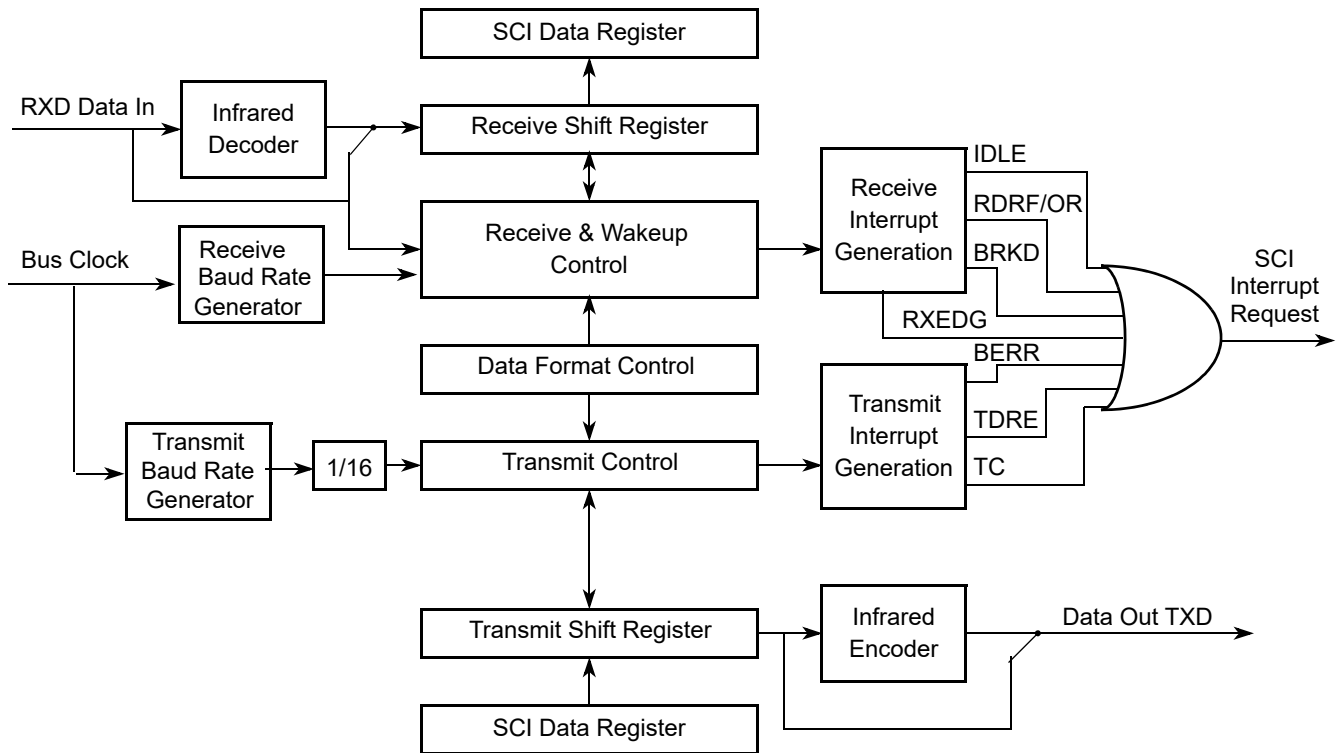 SCI Data Register
RXD Data In
Infrared
Decoder
Receive Shift Register
IDLE
Receive
Interrupt
Generation
RDRF/OR
BRKD
RXEDG
Receive & Wakeup
Control
Bus Clock
Receive
Baud Rate
Generator
SCI
Interrupt
Request
Data Format Control
BERR
Transmit
Interrupt
Generation
TDRE
TC
Transmit
Baud Rate
Generator
1/16
Transmit Control
Transmit Shift Register
Infrared
Encoder
Data Out TXD
SCI Data Register